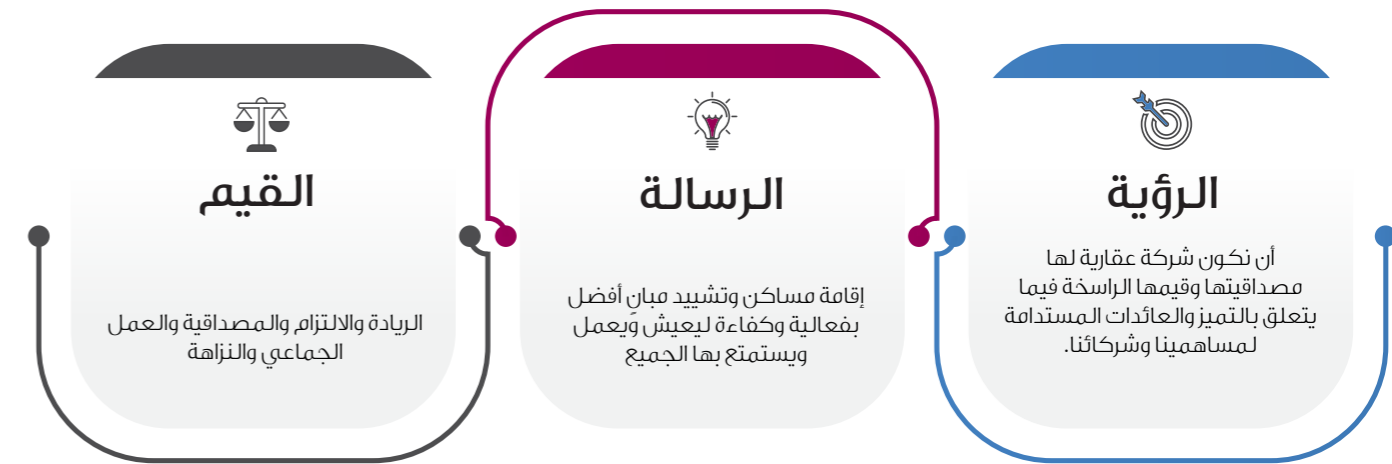 الرؤية
أن نكون شركة عقارية لها
مصداقيتها وقيمها الراسخة فيما
يتعلق بالتميز والعائدات المستدامة
لمساهمينا وشركائنا.
الرسالة
إقامة مساكن وتشييد مبانٍ أفضل
بفعالية وكفاءة ليعيش ويعمل
ويستمتع بها الجميع
القيم
الريادة والالتزام والمصداقية والعمل
الجماعي والنزاهة